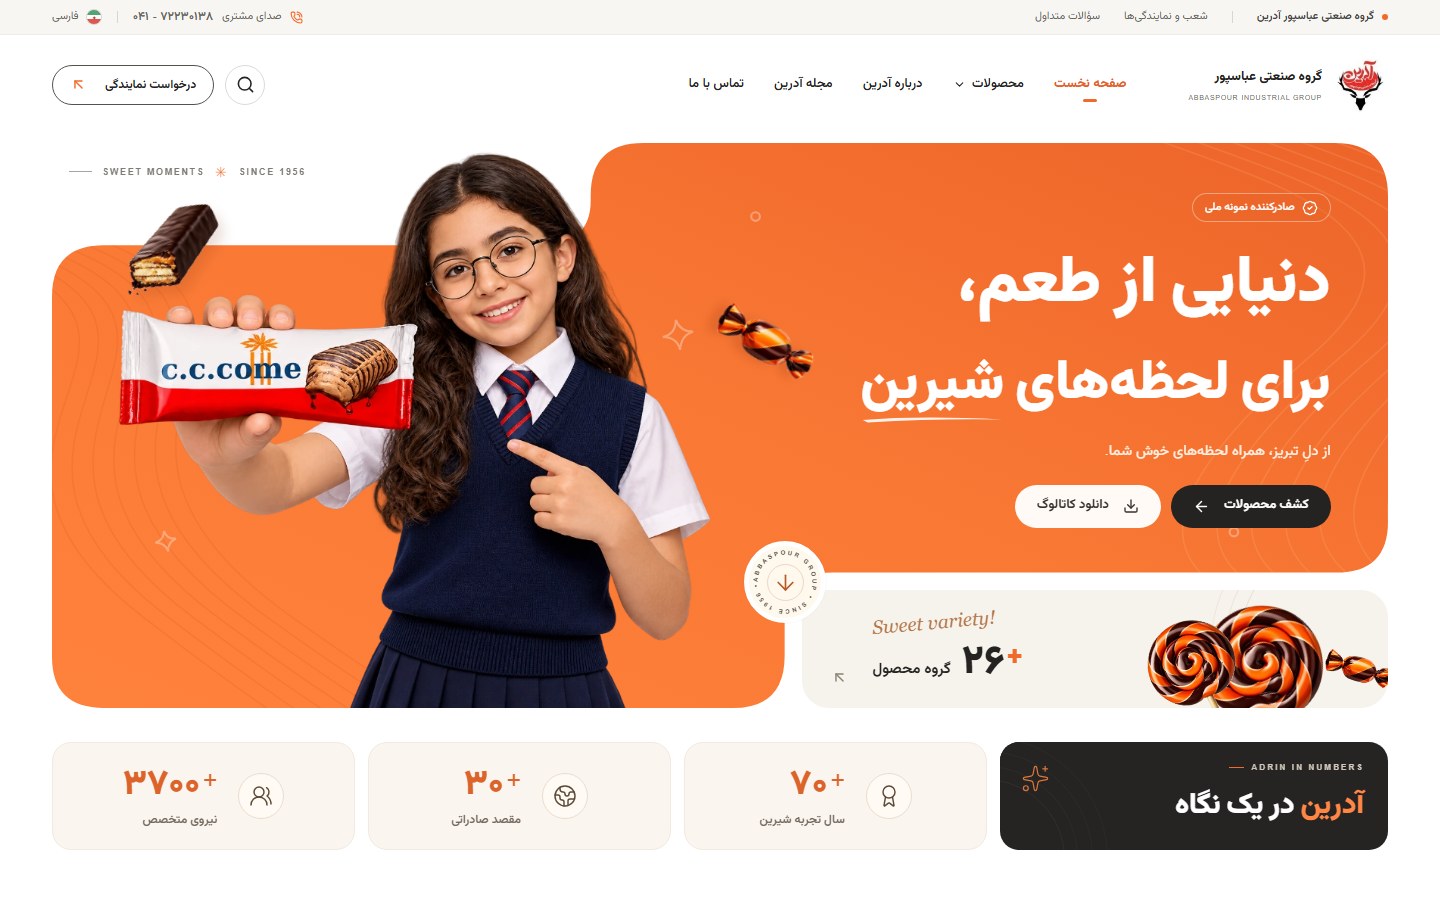 گروه صنعتی عباسپور آدرین
شعب و نمایندگی‌ها
سؤالات متداول
صدای مشتری
۰۴۱ - ۷۲۲۳۰۱۳۸
فارسی
آدرین
گروه صنعتی عباسپور
ABBASPOUR INDUSTRIAL GROUP
صفحه نخست
محصولات
درباره آدرین
مجله آدرین
تماس با ما
درخواست نمایندگی
SWEET MOMENTS
SINCE 1956
صادرکننده نمونه ملی
دنیایی از طعم،
برای لحظه‌های شیرین
از دلِ تبریز، همراه لحظه‌های خوش شما.
کشف محصولات
دانلود کاتالوگ
c.c.come
ABBASPOUR GROUP • SINCE 1956 •
Sweet variety!
۲۶+
گروه محصول
ADRIN IN NUMBERS
آدرین در یک نگاه
۷۰+
سال تجربه شیرین
۳۰+
مقصد صادراتی
۳۷۰۰+
نیروی متخصص